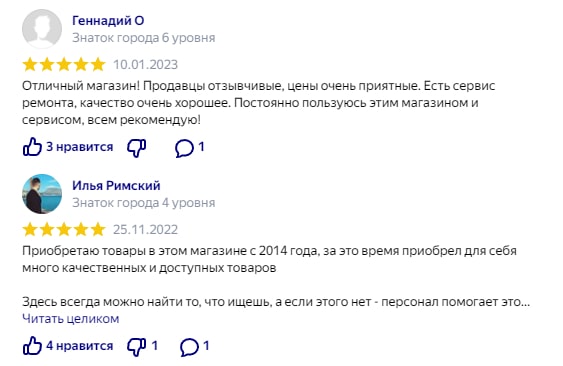 Геннадий О
Знаток города 6 уровня
10.01.2023
Отличный магазин! Продавцы отзывчивые, цены очень приятные. Есть сервис
ремонта, качество очень хорошее. Постоянно пользуюсь этим магазином и
сервисом, всем рекомендую!
3 нравится 1
Илья Римский
Знаток города 4 уровня
25.11.2022
Приобретаю товары в этом магазине с 2014 года, за это время приобрел для себя
много качественных и доступных товаров
Здесь всегда можно найти то, что ищешь, а если этого нет - персонал помогает это...
Читать целиком
4 нравится 1 1